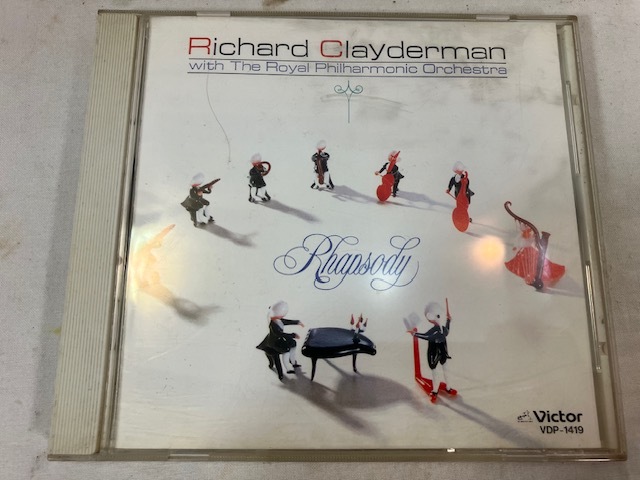 Richard Clayderman
with The Royal Philharmonic Orchestra
Rhapsody
Victor
VDP-1419